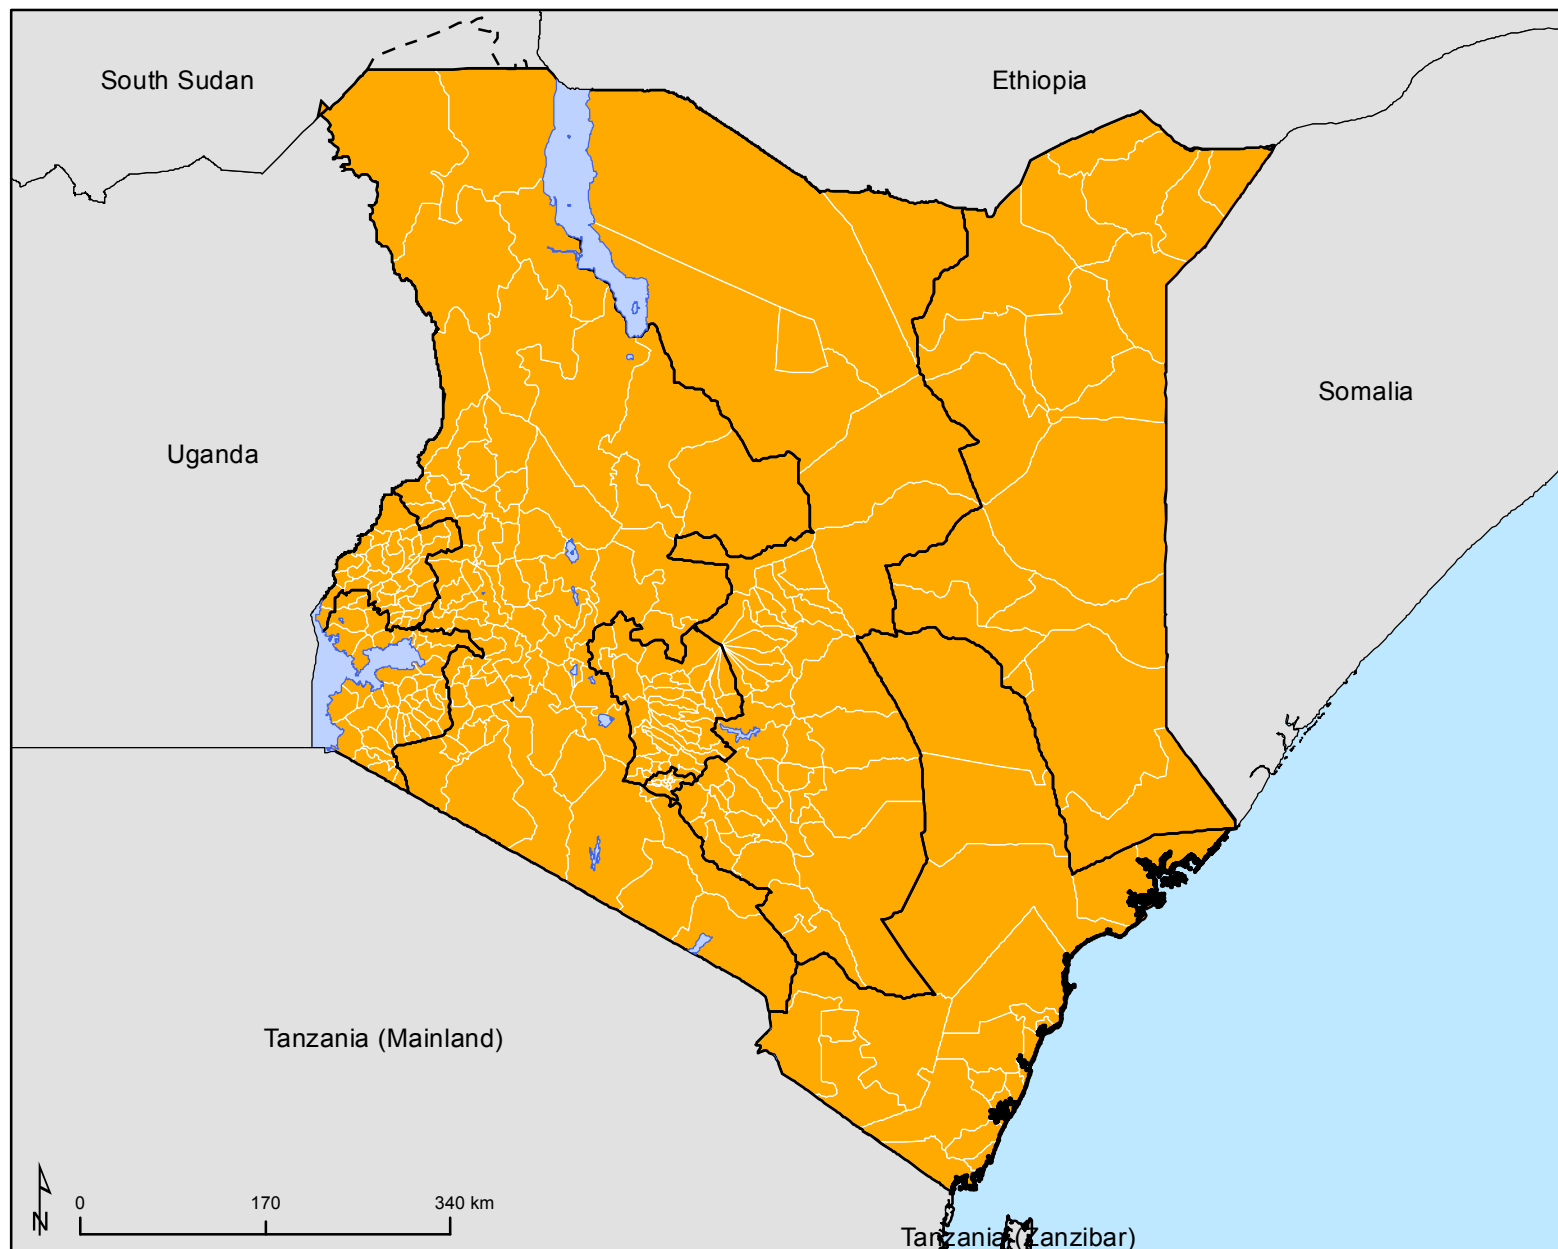 South Sudan
Ethiopia
Somalia
Uganda
Tanzania (Mainland)
N
0 170 340 km
Tanzania (Zanzibar)